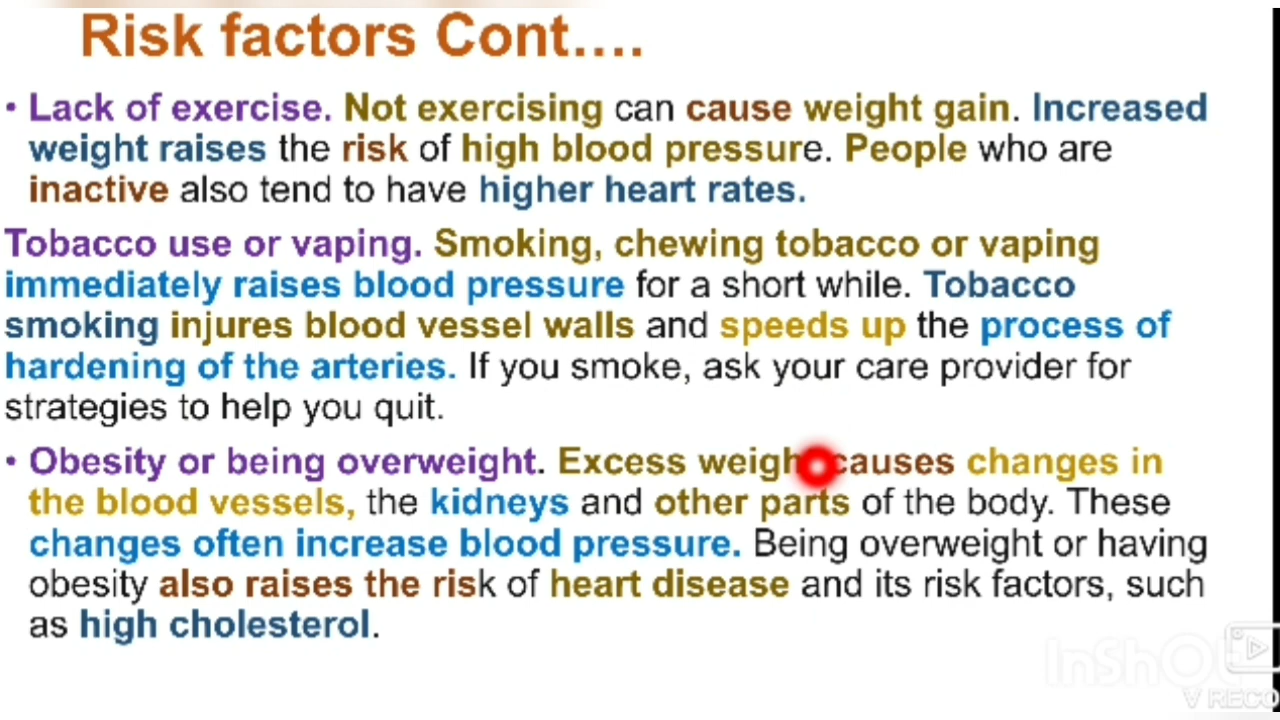 Risk factors Cont....
• Lack of exercise. Not exercising can cause weight gain. Increased
weight raises the risk of high blood pressure. People who are
inactive also tend to have higher heart rates.
Tobacco use or vaping. Smoking, chewing tobacco or vaping
immediately raises blood pressure for a short while. Tobacco
smoking injures blood vessel walls and speeds up the process of
hardening of the arteries. If you smoke, ask your care provider for
strategies to help you quit.
• Obesity or being overweight. Excess weight causes changes in
the blood vessels, the kidneys and other parts of the body. These
changes often increase blood pressure. Being overweight or having
obesity also raises the risk of heart disease and its risk factors, such
as high cholesterol.
InShOt
V RECO